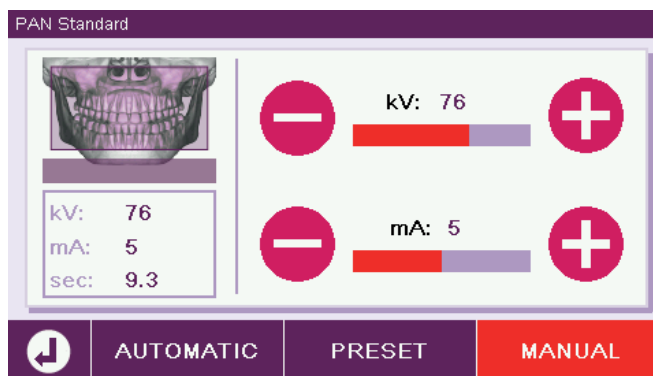 PAN Standard
kV: 76
mA: 5
kV: 76
mA: 5
sec: 9.3
AUTOMATIC
PRESET
MANUAL